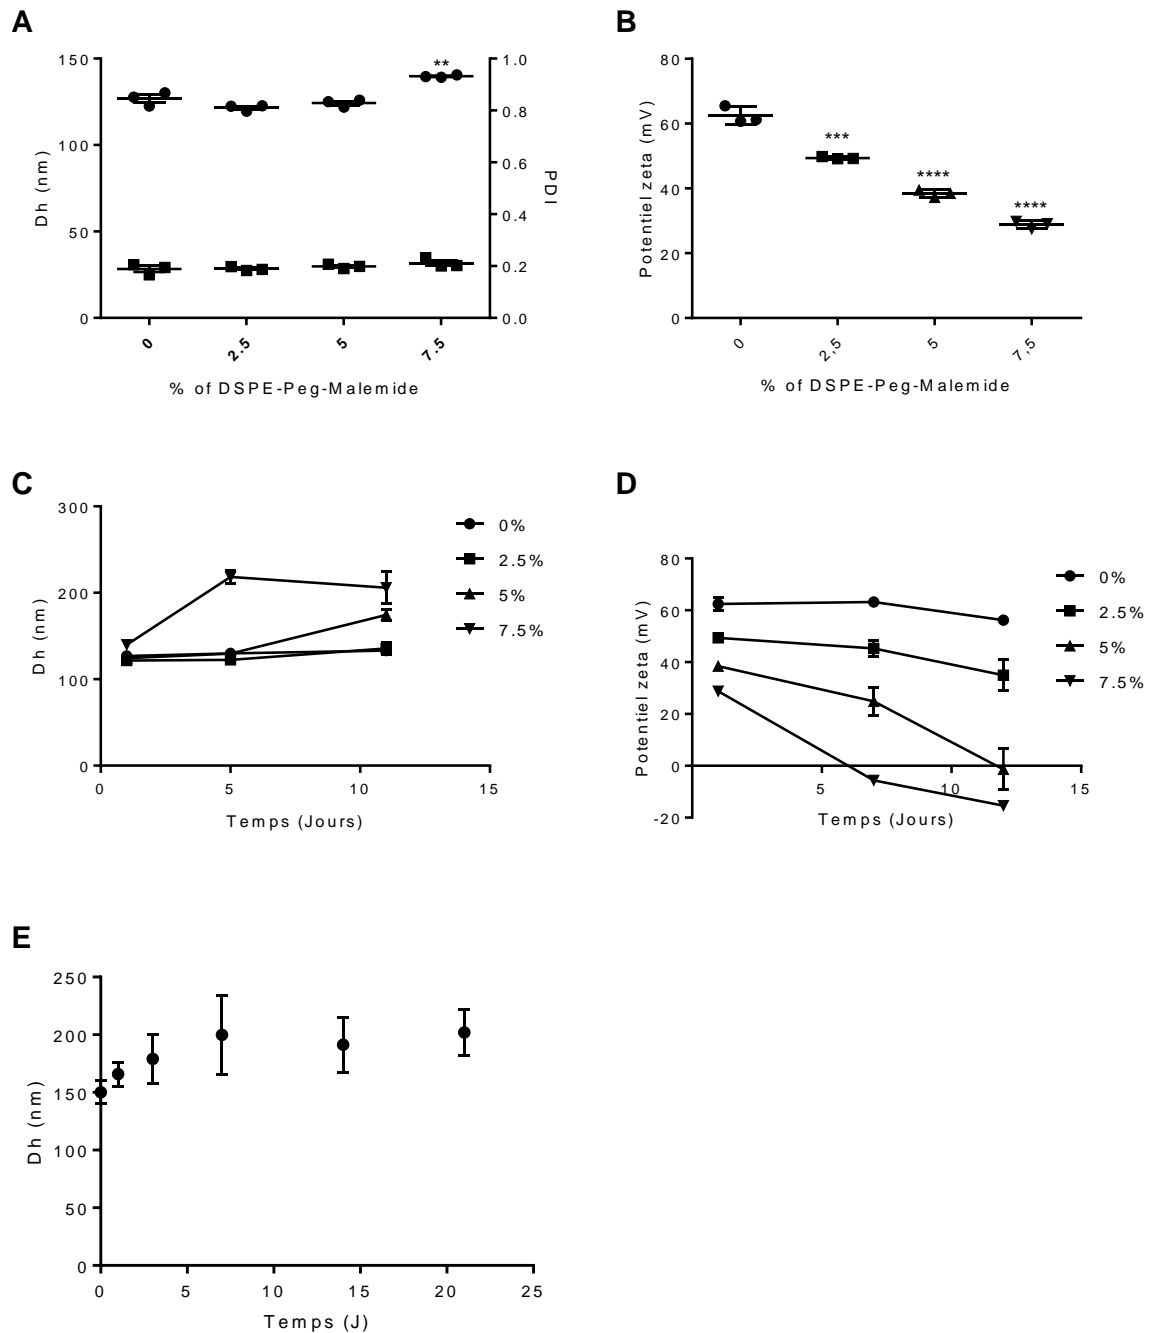 A
150
100
50
0
Dh (nm)
**
1.0
0.8
0.6
0.4
0.2
0.0
PDI
0
2.5
5
7.5
% of DSPE-Peg-Malemide
B
80
60
40
20
0
Potentiel zeta (mV)
***
****
****
0
2,5
5
7,5
% of DSPE-Peg-Malemide
C
300
200
100
0
Dh (nm)
0 5 10 15
Temps (Jours)
0%
2.5%
5%
7.5%
D
80
60
40
20
0
-20
Potentiel zeta (mV)
5 10 15
Temps (Jours)
0%
2.5%
5%
7.5%
E
250
200
150
100
50
0
Dh (nm)
0 5 10 15 20 25
Temps (J)